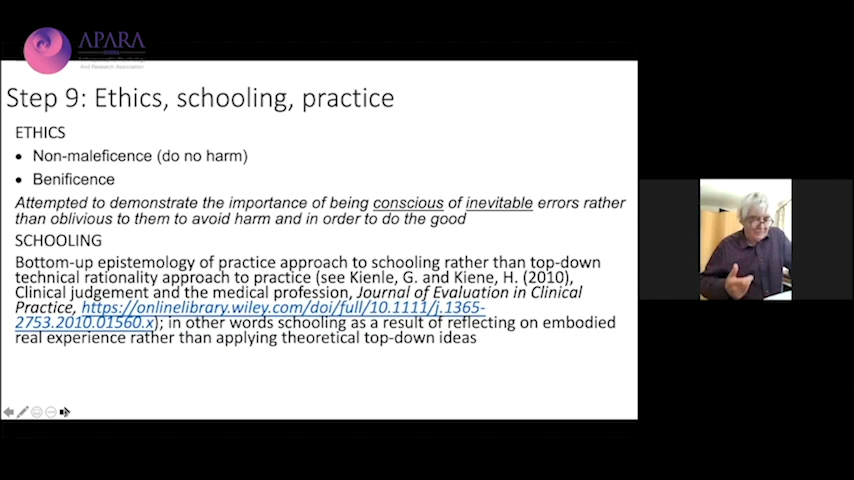 APARA
And Research Association
Step 9: Ethics, schooling, practice
ETHICS
• Non-maleficence (do no harm)
• Benificence
Attempted to demonstrate the importance of being conscious of inevitable errors rather
than oblivious to them to avoid harm and in order to do the good
SCHOOLING
Bottom-up epistemology of practice approach to schooling rather than top-down
technical rationality approach to practice (see Kienle, G. and Kiene, H. (2010),
Clinical judgement and the medical profession, Journal of Evaluation in Clinical
Practice, https://onlinelibrary.wiley.com/doi/full/10.1111/j.1365-
2753.2010.01560.x); in other words schooling as a result of reflecting on embodied
real experience rather than applying theoretical top-down ideas